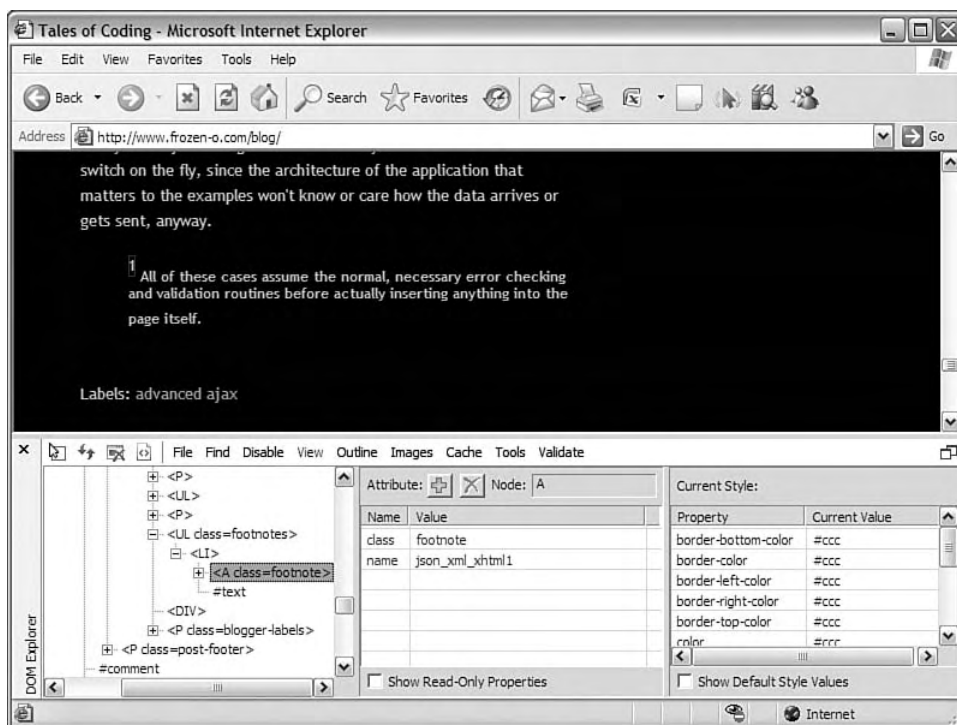 Tales of Coding - Microsoft Internet Explorer
File Edit View Favorites Tools Help
Back Search Favorites
Address http://www.frozen-o.com/blog/ Go
switch on the fly, since the architecture of the application that
matters to the examples won't know or care how the data arrives or
gets sent, anyway.
1 All of these cases assume the normal, necessary error checking
and validation routines before actually inserting anything into the
page itself.
Labels: advanced ajax
File Find Disable View Outline Images Cache Tools Validate
DOM Explorer
<P>
<UL>
<P>
<UL class=footnotes>
<LI>
<A class=footnote>
#text
<DIV>
<P class=blogger-labels>
<P class=post-footer>
#comment
Attribute: Node: A
Name Value
class footnote
name json_xml_xhtml1
Show Read-Only Properties
Current Style:
Property Current Value
border-bottom-color #ccc
border-color #ccc
border-left-color #ccc
border-right-color #ccc
border-top-color #ccc
color #ccc
Show Default Style Values
Internet